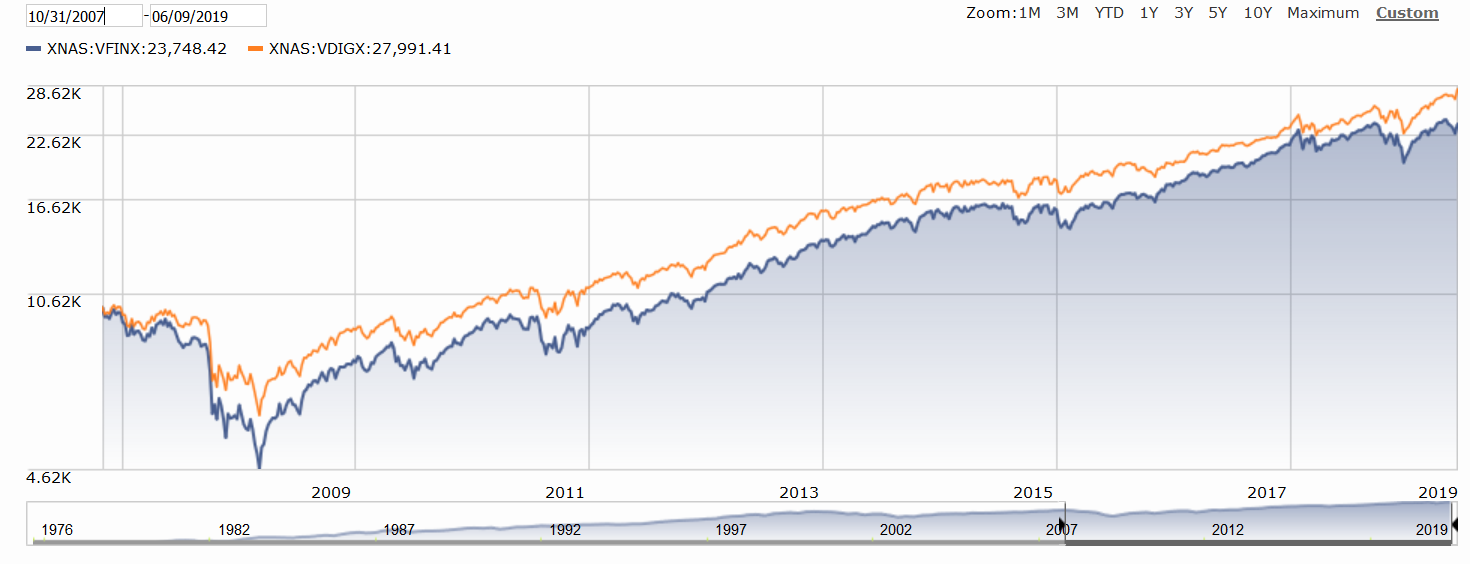 10/31/2007 - 06/09/2019 Zoom: 1M 3M YTD 1Y 3Y 5Y 10Y Maximum Custom
XNAS:VFINX:23,748.42 XNAS:VDIGX:27,991.41
28.62K
22.62K
16.62K
10.62K
4.62K
2009 2011 2013 2015 2017 2019
1976 1982 1987 1992 1997 2002 2007 2012 2019